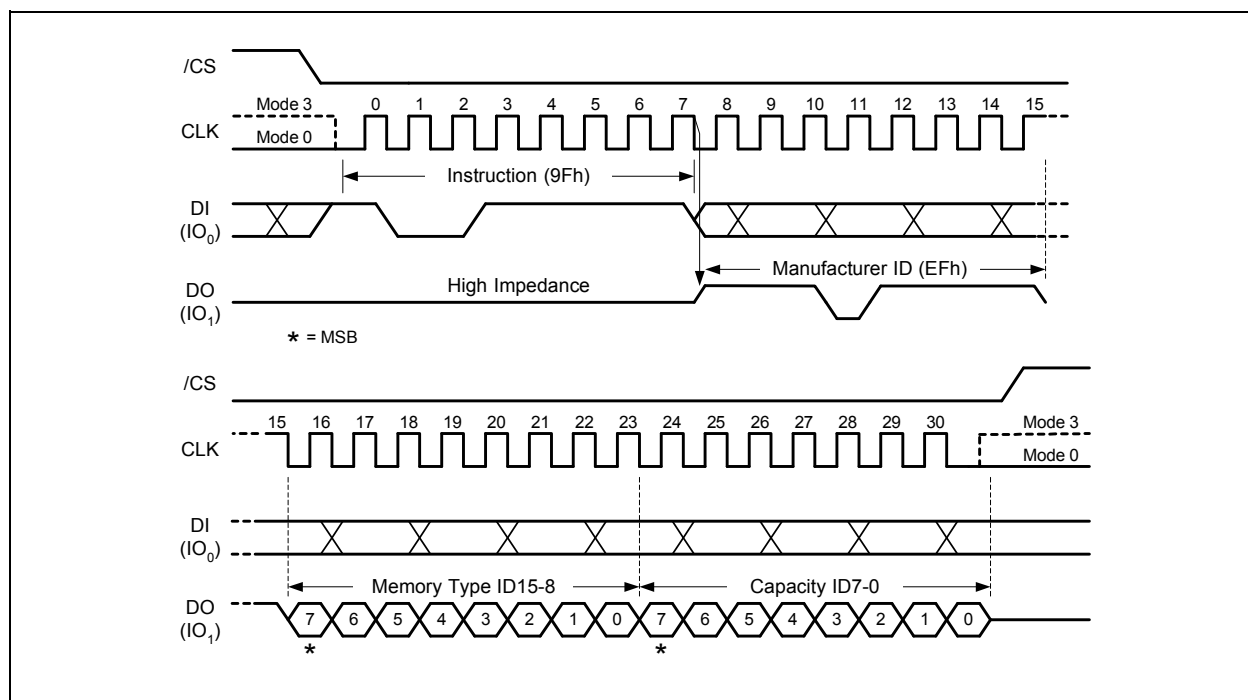 /CS
Mode 3 0 1 2 3 4 5 6 7 8 9 10 11 12 13 14 15
CLK
Mode 0
Instruction (9Fh)
DI
(IO0)
Manufacturer ID (EFh)
High Impedance
DO
(IO1)
* = MSB
/CS
15 16 17 18 19 20 21 22 23 24 25 26 27 28 29 30 Mode 3
CLK
Mode 0
DI
(IO0)
Memory Type ID15-8 Capacity ID7-0
DO
(IO1)
7 6 5 4 3 2 1 0 7 6 5 4 3 2 1 0
* *